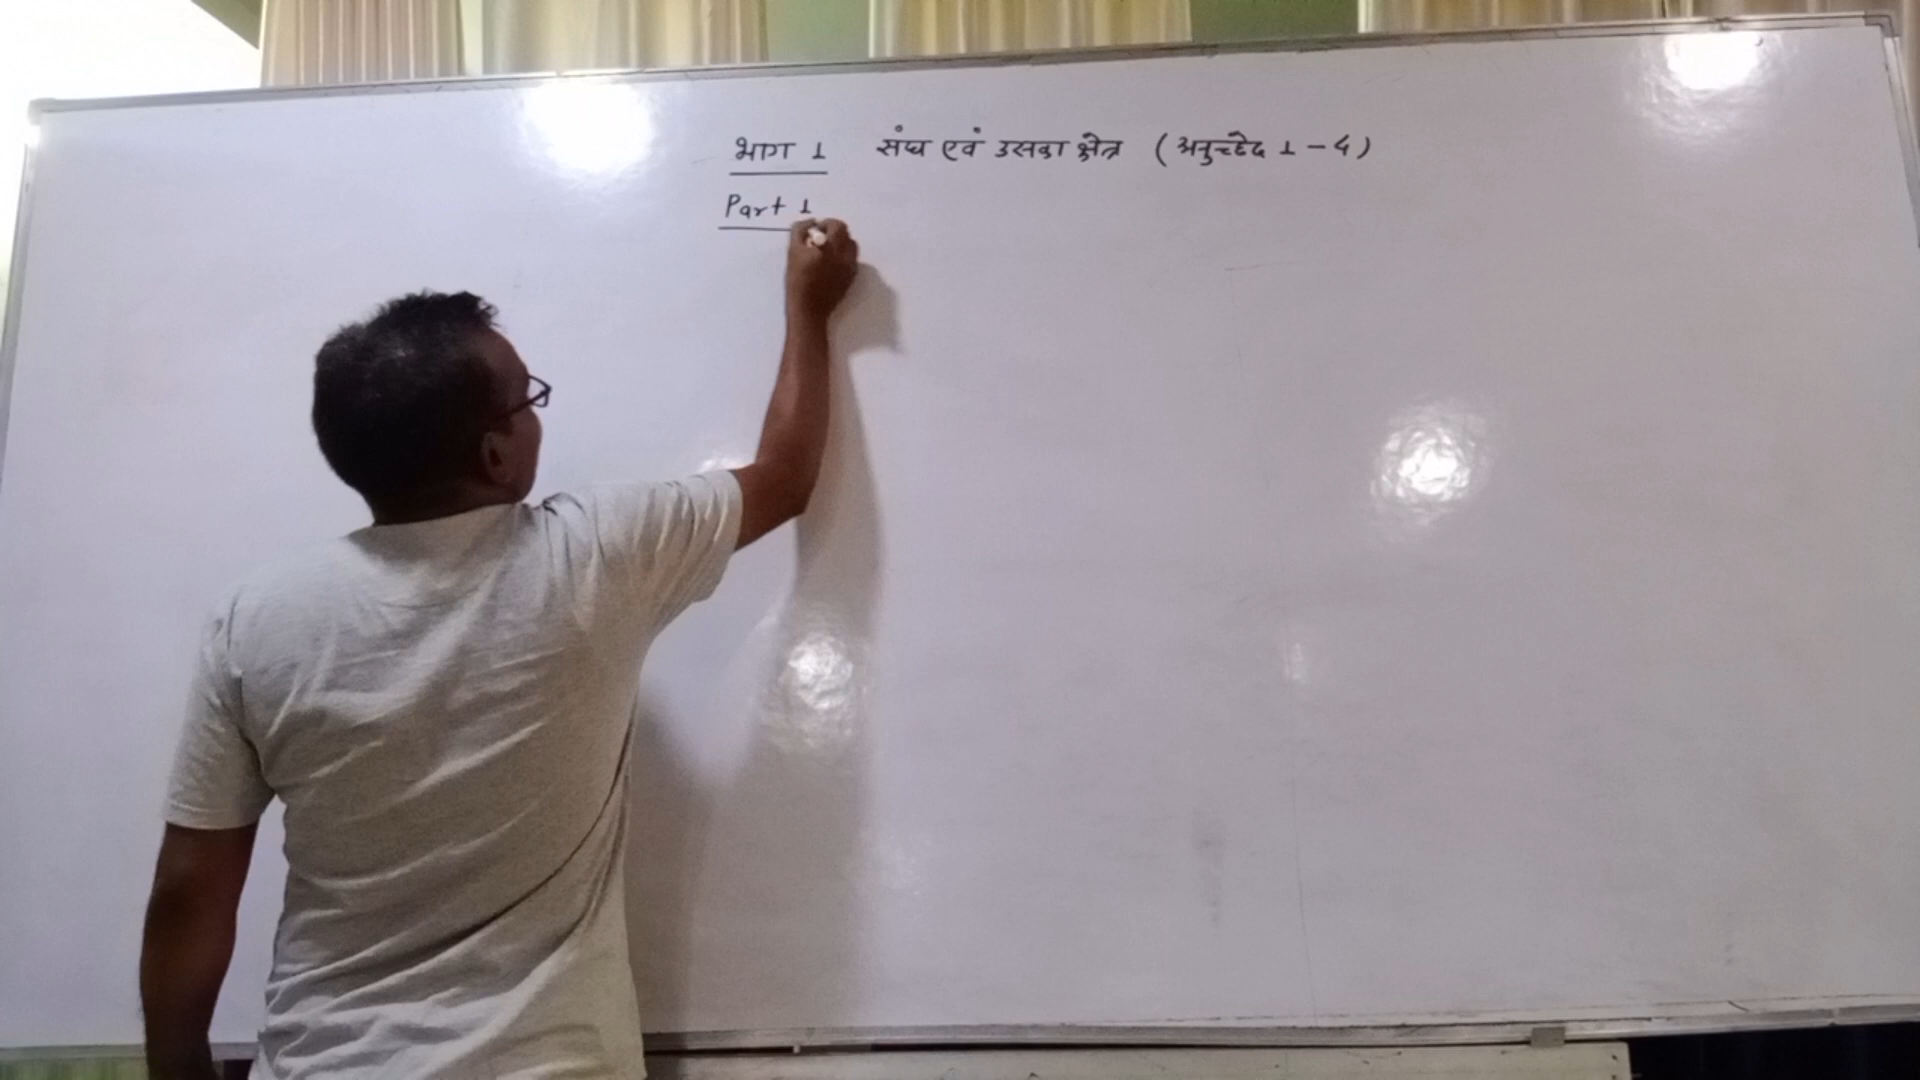 भाग 1 संघ एवं उसका क्षेत्र (अनुच्छेद 1-4)
Part 1